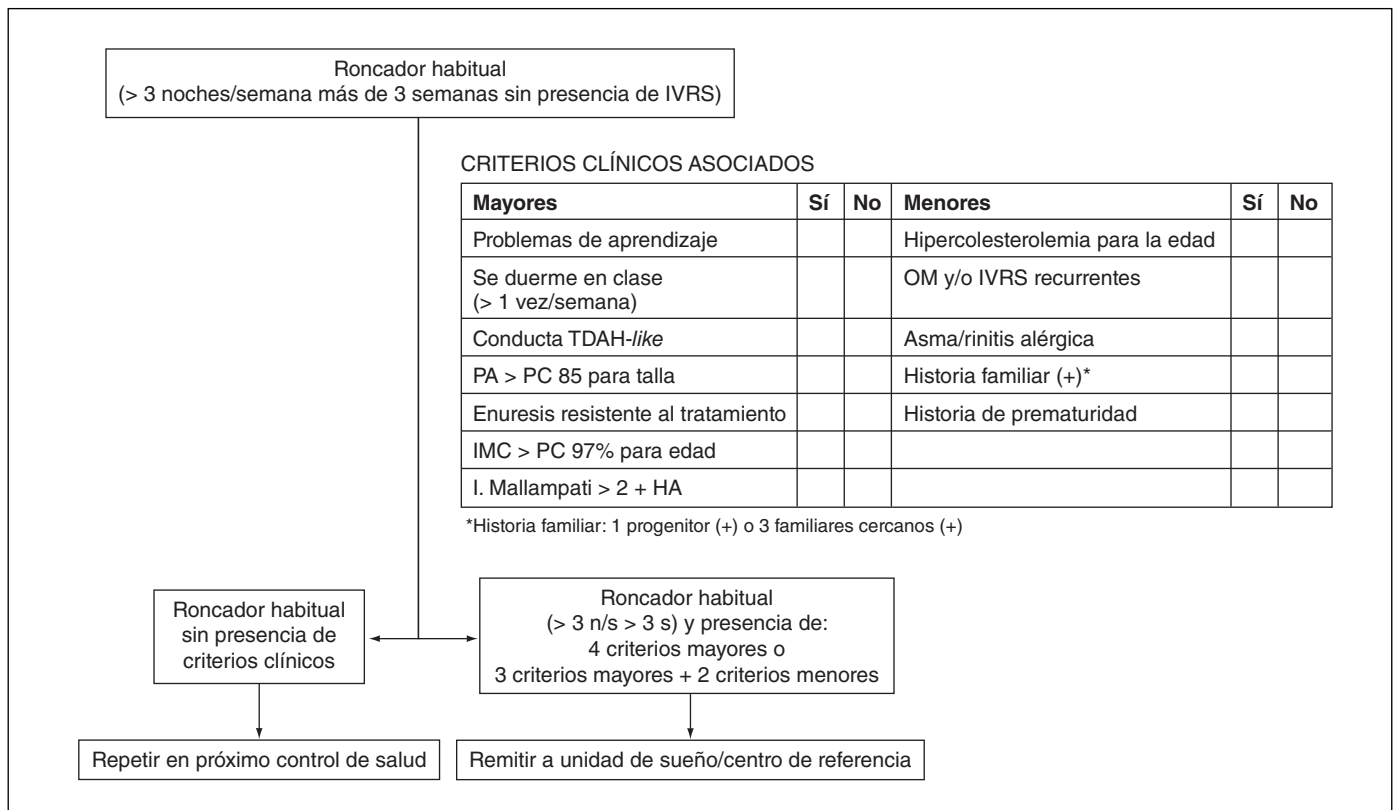 Roncador habitual
(> 3 noches/semana más de 3 semanas sin presencia de IVRS)
CRITERIOS CLÍNICOS ASOCIADOS
Mayores Sí No Menores Sí No
Problemas de aprendizaje Hipercolesterolemia para la edad
Se duerme en clase OM y/o IVRS recurrentes
(> 1 vez/semana)
Conducta TDAH-like Asma/rinitis alérgica
PA > PC 85 para talla Historia familiar (+)*
Enuresis resistente al tratamiento Historia de prematuridad
IMC > PC 97% para edad
I. Mallampati > 2 + HA
*Historia familiar: 1 progenitor (+) o 3 familiares cercanos (+)
Roncador habitual
sin presencia de
criterios clínicos
Roncador habitual
(> 3 n/s > 3 s) y presencia de:
4 criterios mayores o
3 criterios mayores + 2 criterios menores
Repetir en próximo control de salud
Remitir a unidad de sueño/centro de referencia